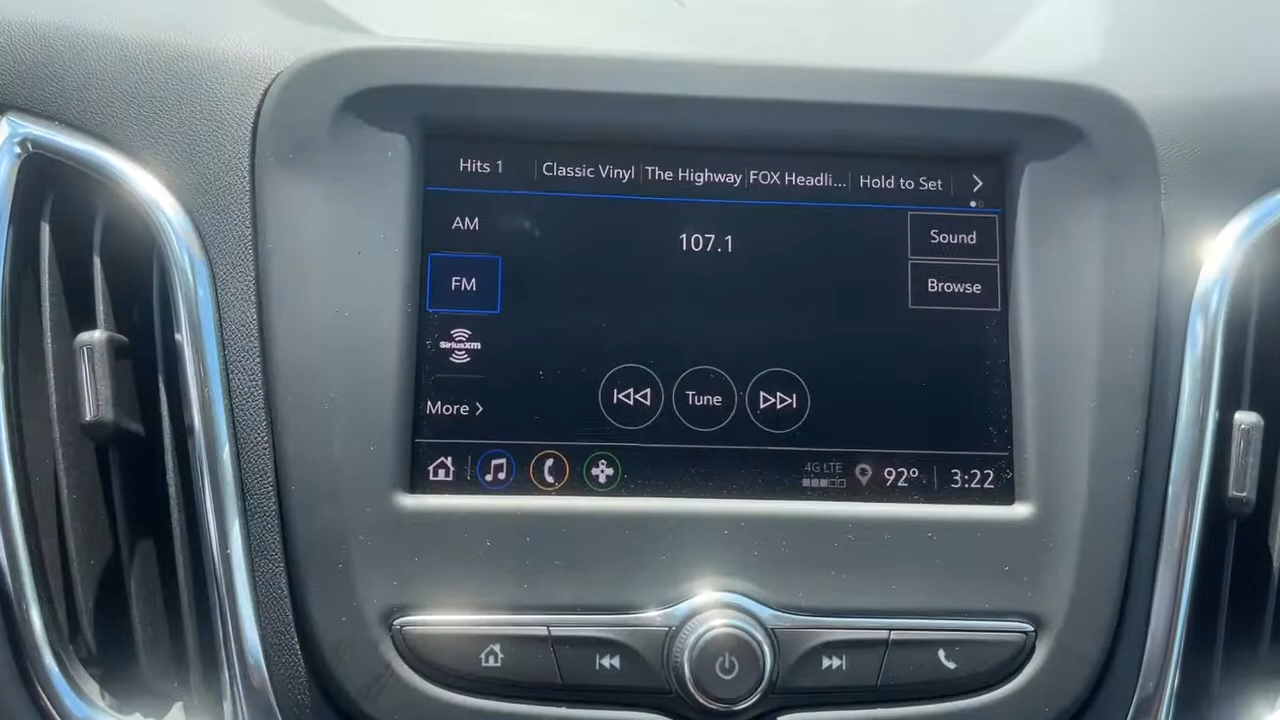 Hits 1 Classic Vinyl The Highway FOX Headli... Hold to Set
AM
107.1
Sound
FM
Browse
SiriusXM
More
Tune
4G LTE
92° 3:22